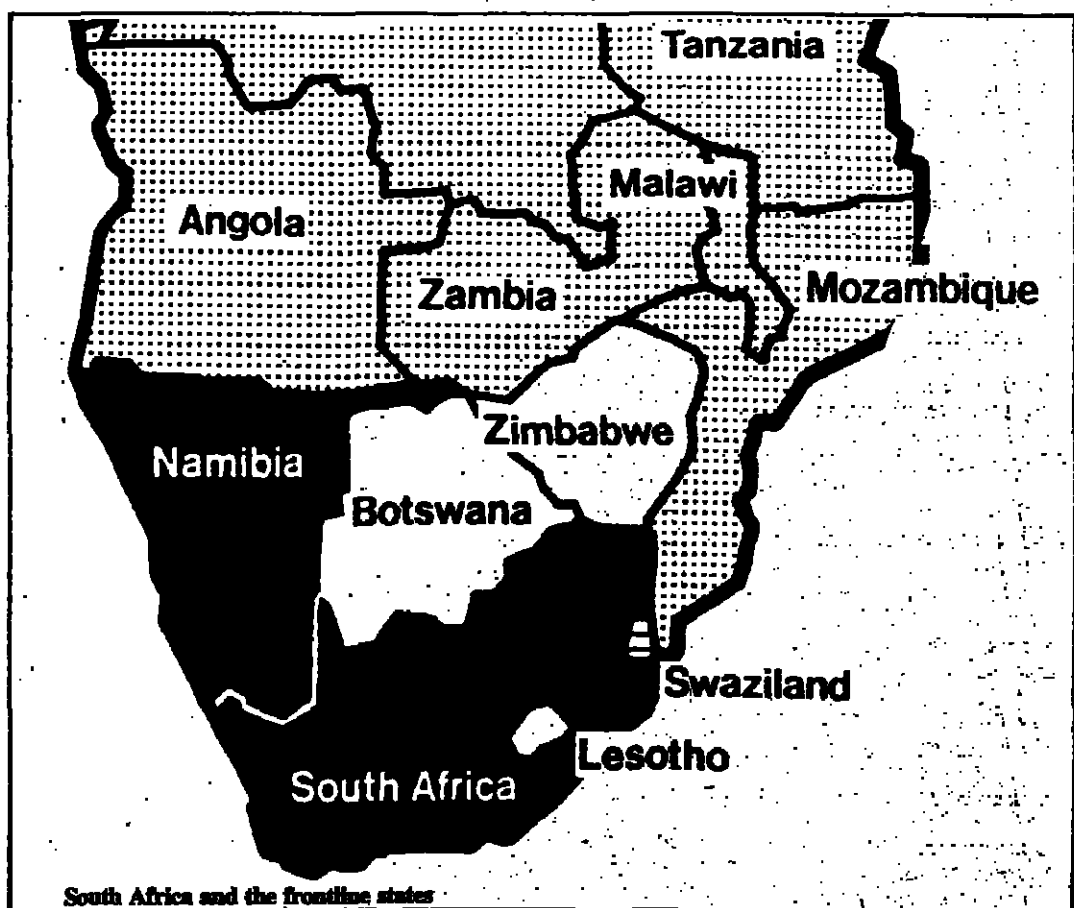 Tanzania
Malawi
Angola
Zambia
Mozambique
Zimbabwe
Namibia
Botswana
Swaziland
Lesotho
South Africa
South Africa and the frontline states